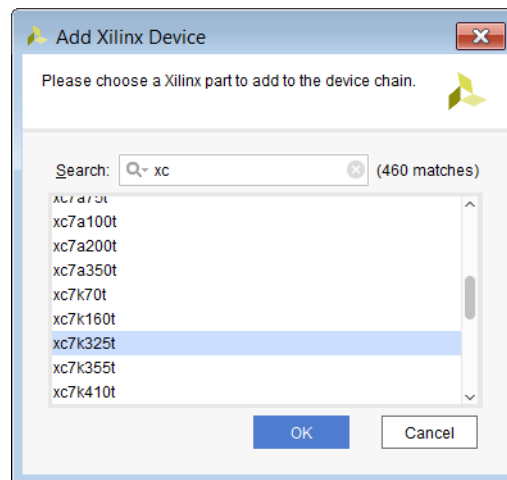 Add Xilinx Device
Please choose a Xilinx part to add to the device chain.
Search: xc (460 matches)
xc7a75t
xc7a100t
xc7a200t
xc7a350t
xc7k70t
xc7k160t
xc7k325t
xc7k355t
xc7k410t
OK Cancel